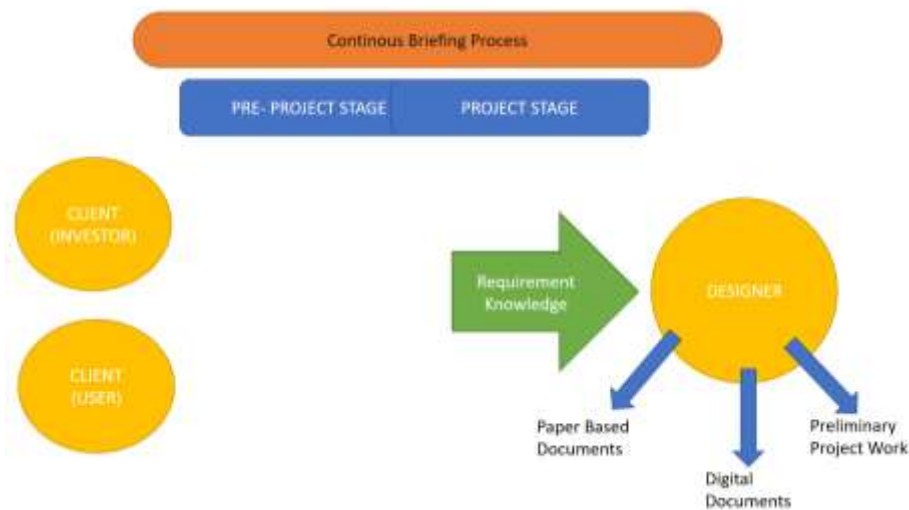 Continous Briefing Process
PRE- PROJECT STAGE
PROJECT STAGE
CLIENT
(INVESTOR)
Requirement
Knowledge
DESIGNER
CLIENT
(USER)
Paper Based
Documents
Preliminary
Project Work
Digital
Documents